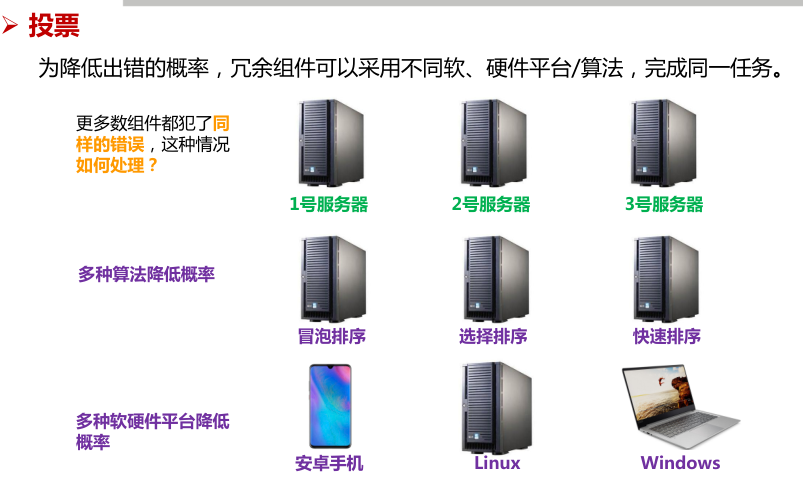 投票
为降低出错的概率，冗余组件可以采用不同软、硬件平台/算法，完成同一任务。
更多数组件都犯了同
样的错误，这种情况
如何处理？
1号服务器
2号服务器
3号服务器
多种算法降低概率
冒泡排序
选择排序
快速排序
多种软硬件平台降低
概率
安卓手机
Linux
Windows